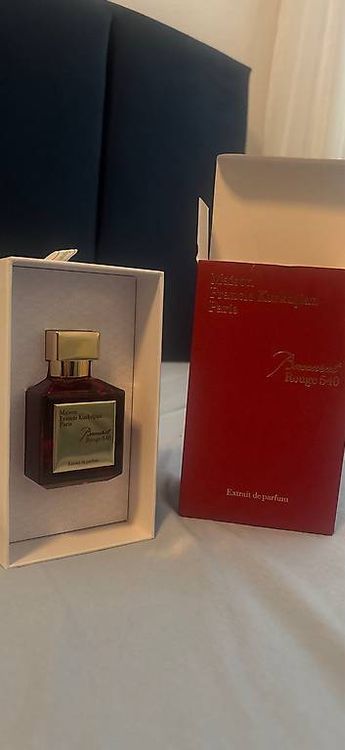 Maison
Francis Kurkdjian
Paris
Baccarat
Rouge 540
Extrait de parfum
Maison
Francis Kurkdjian
Paris
Baccarat
Rouge 540
Extrait de parfum